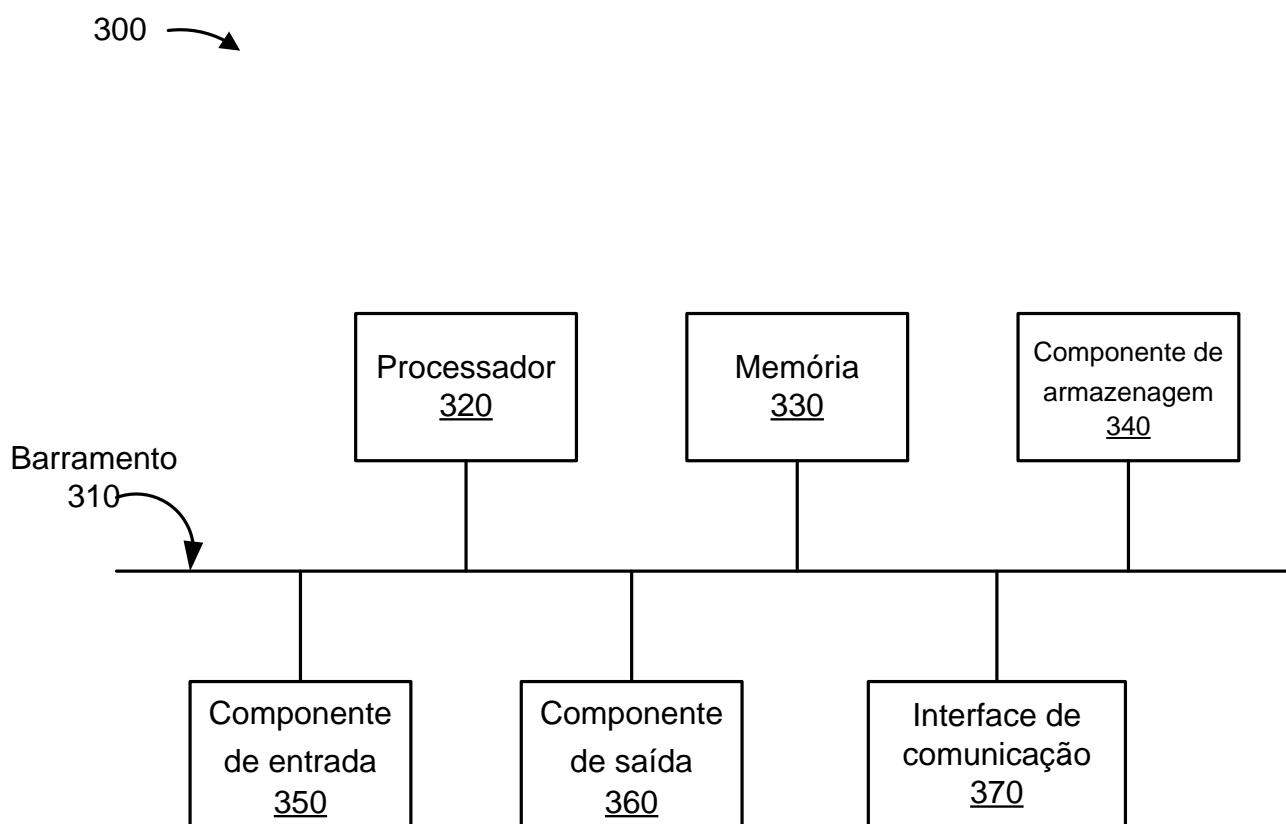 300
Processador
320
Memória
330
Componente de
armazenagem
340
Barramento
310
Componente
de entrada
350
Componente
de saída
360
Interface de
comunicação
370